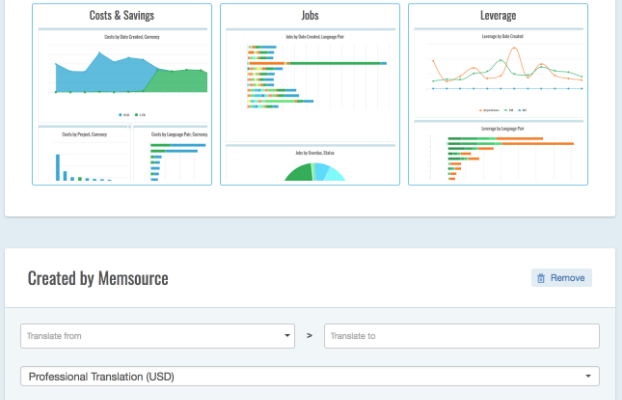 Costs & Savings
Jobs
Leverage
Costs by Date Created, Currency
Jobs by Date Created, Language Pair
Leverage by Date Created
Costs by Project, Currency
Costs by Language Pair, Currency
Jobs by Overdue, Status
Leverage by Language Pair
Created by Memsource
Remove
Translate from
>
Translate to
Professional Translation (USD)